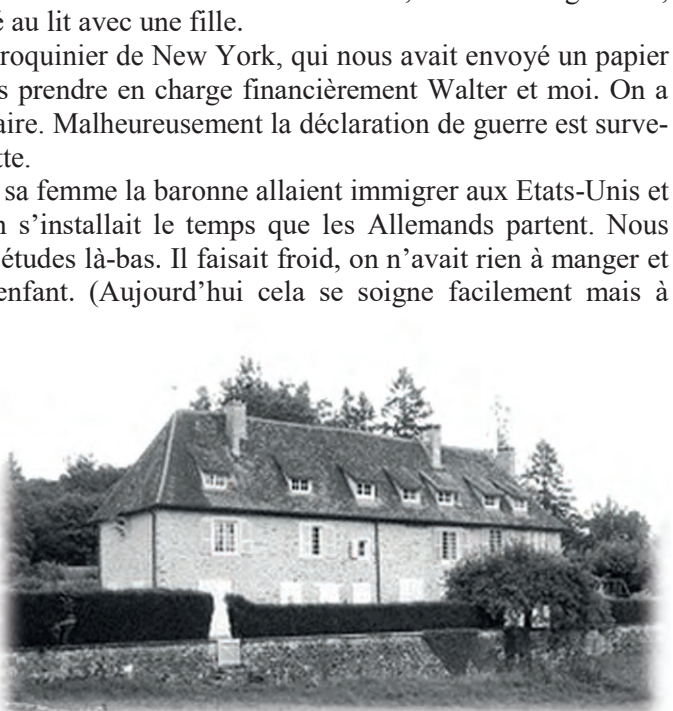 é au lit avec une fille.
roquinier de New York, qui nous avait envoyé un papier
s prendre en charge financièrement Walter et moi. On a
aire. Malheureusement la déclaration de guerre est surve-
tte.
sa femme la baronne allaient immigrer aux Etats-Unis et
n s’installait le temps que les Allemands partent. Nous
études là-bas. Il faisait froid, on n’avait rien à manger et
enfant. (Aujourd’hui cela se soigne facilement mais à